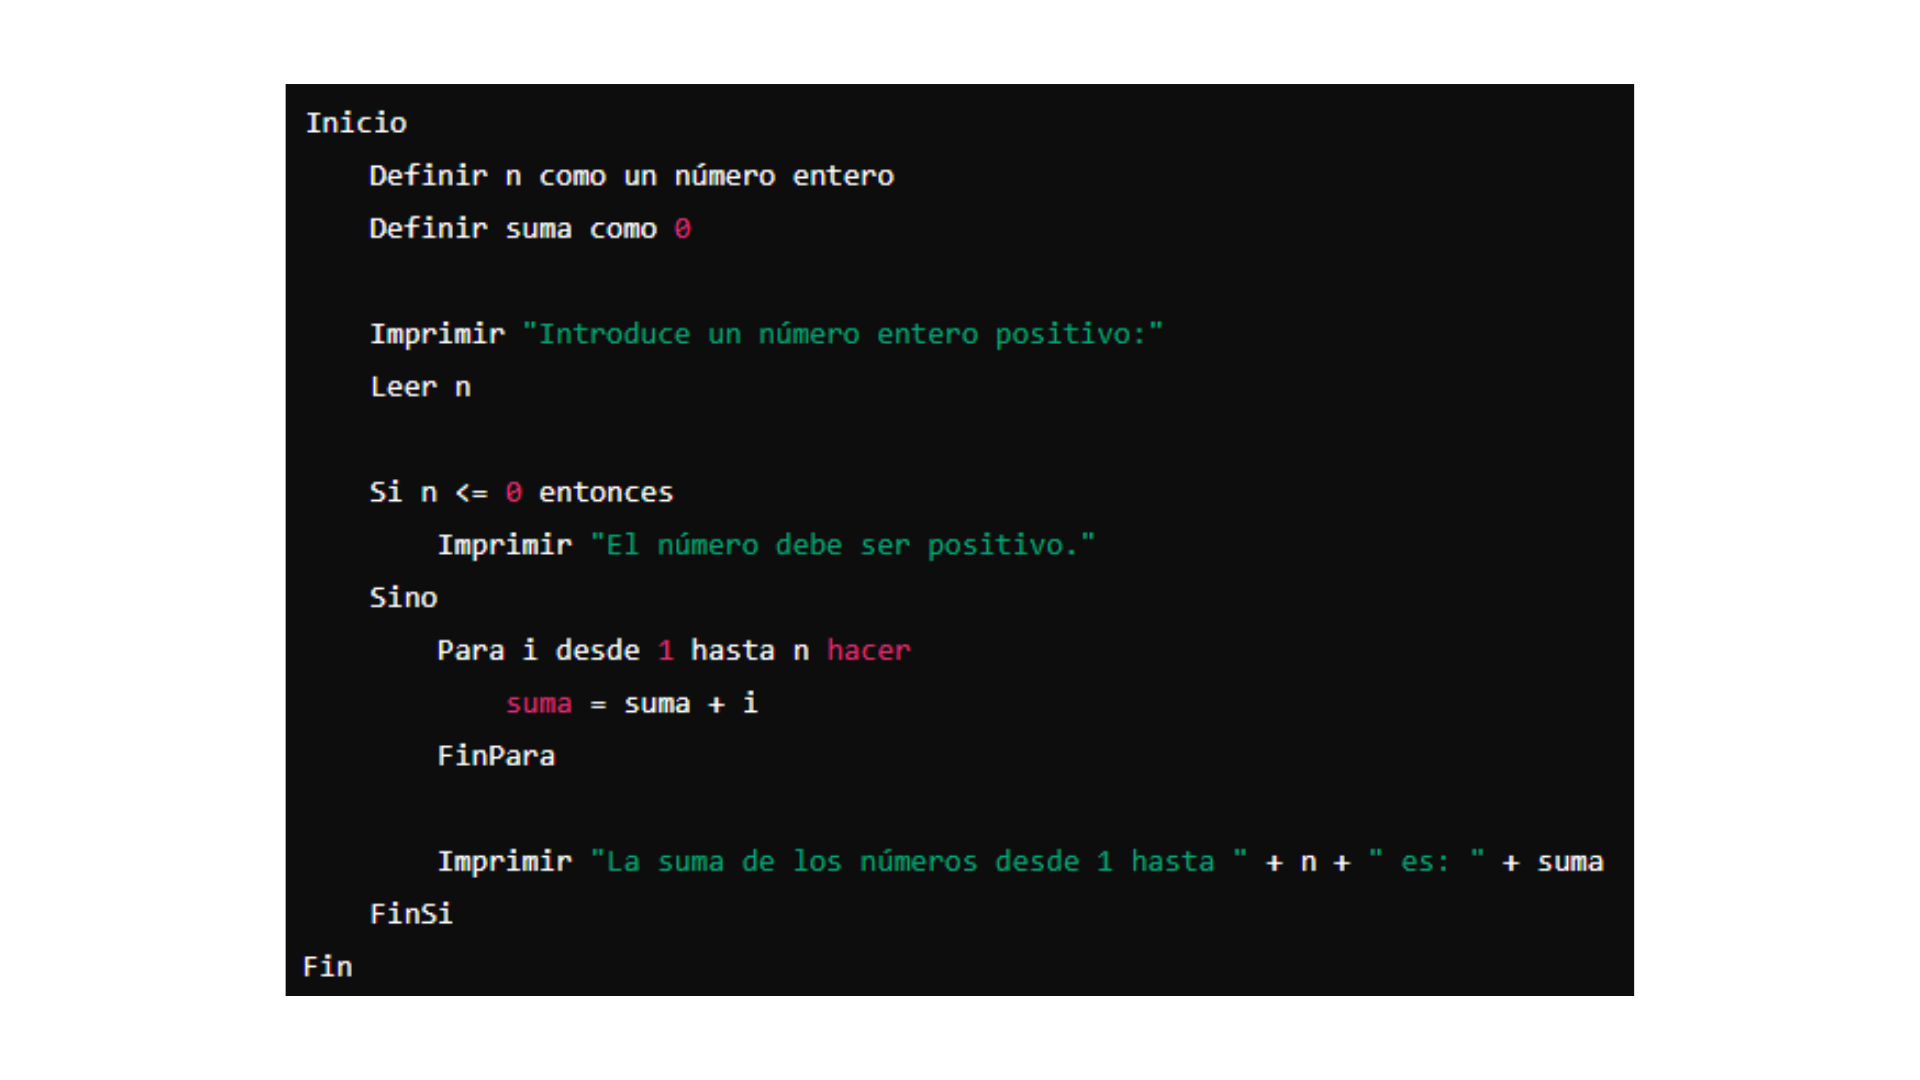 Inicio
Definir n como un número entero
Definir suma como 0
Imprimir "Introduce un número entero positivo:"
Leer n
Si n <= 0 entonces
Imprimir "El número debe ser positivo."
Sino
Para i desde 1 hasta n hacer
suma = suma + i
FinPara
Imprimir "La suma de los números desde 1 hasta " + n + " es: " + suma
FinSi
Fin